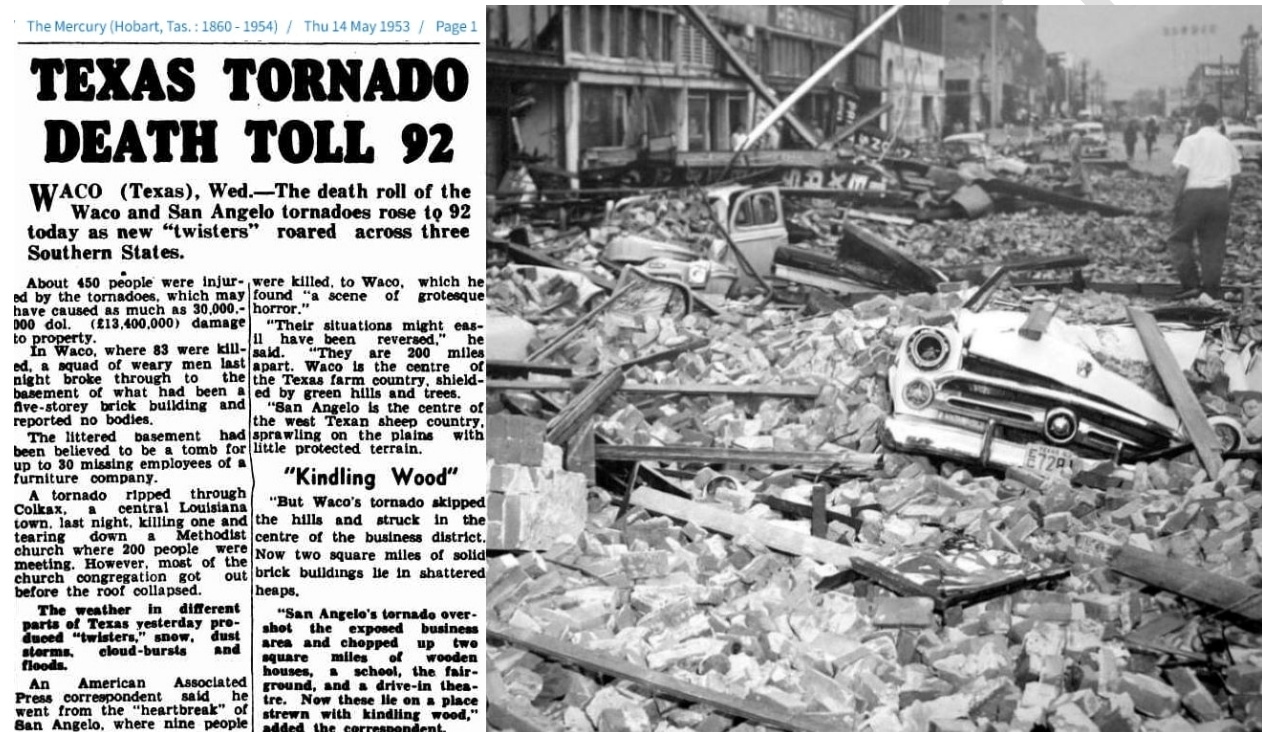 The Mercury (Hobart, Tas. : 1860 - 1954) / Thu 14 May 1953 / Page 1
TEXAS TORNADO
DEATH TOLL 92
WACO (Texas), Wed.—The death roll of the
Waco and San Angelo tornadoes rose to 92
today as new "twisters" roared across three
Southern States.
About 450 people were injur-
ed by the tornadoes, which may
have caused as much as 30,000.-
000 dol. (£13,400,000) damage
to property.
In Waco, where 83 were kill-
ed, a squad of weary men last
night broke through to the
basement of what had been a
five-storey brick building and
reported no bodies.
The littered basement had
been believed to be a tomb for
up to 30 missing employees of a
furniture company.
A tornado ripped through
Colkax, a central Louisiana
town, last night, killing one and
tearing down a Methodist
church where 200 people were
meeting. However, most of the
church congregation got out
before the roof collapsed.
The weather in different
parts of Texas yesterday pro-
duced "twisters," snow, dust
storms, cloud-bursts and
floods.
An American Associated
Press correspondent said he
went from the "heartbreak" of
San Angelo, where nine people
were killed, to Waco, which he
found "a scene of grotesque
horror."
"Their situations might eas-
il have been reversed," he
said. "They are 200 miles
apart. Waco is the centre of
the Texas farm country, shield-
ed by green hills and trees.
"San Angelo is the centre of
the west Texan sheep country,
sprawling on the plains with
little protected terrain.
"Kindling Wood"
"But Waco's tornado skipped
the hills and struck in the
centre of the business district.
Now two square miles of solid
brick buildings lie in shattered
heaps.
"San Angelo's tornado over-
shot the exposed business
area and chopped up two
square miles of wooden
houses, a school, the fair-
ground, and a drive-in thea-
tre. Now these lie on a place
strewn with kindling wood,"
added the correspondent.